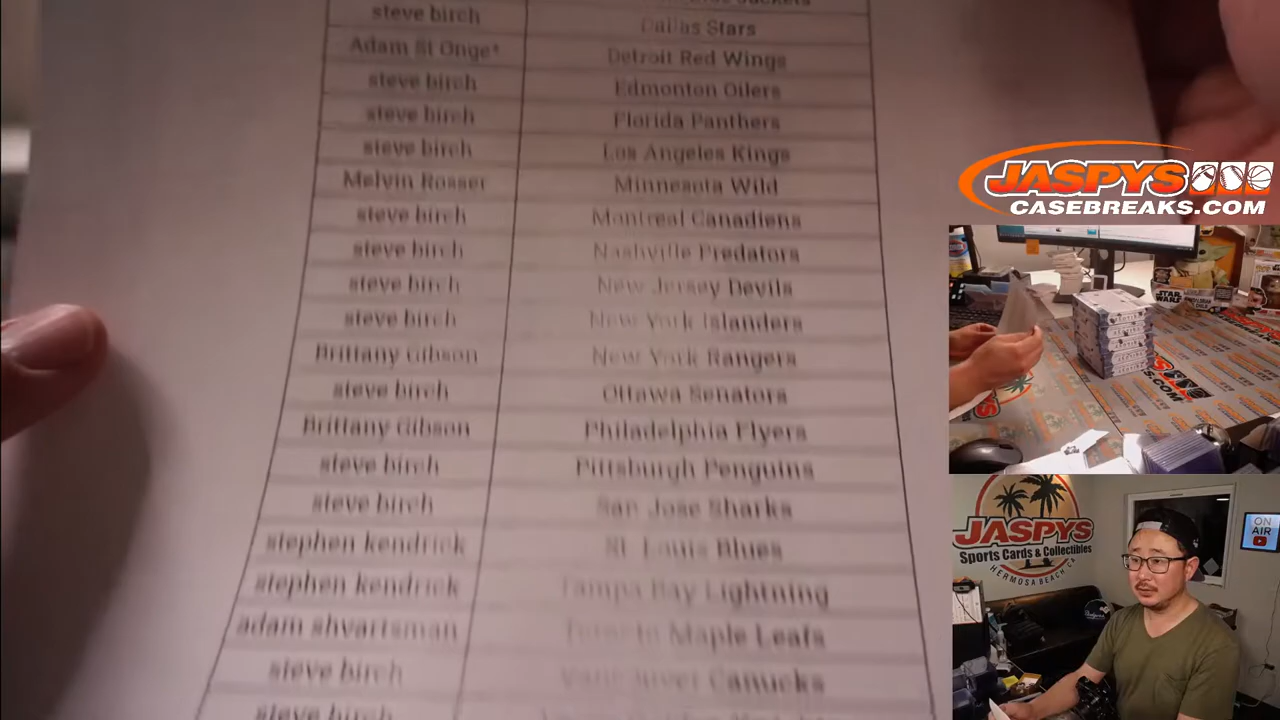 steve birch Dallas Stars
Adam St Onge* Detroit Red Wings
steve birch Edmonton Oilers
steve birch Florida Panthers
steve birch Los Angeles Kings
Melvin Rosser Minnesota Wild
steve birch Montreal Canadiens
steve birch Nashville Predators
steve birch New Jersey Devils
steve birch New York Islanders
Brittany Gibson New York Rangers
steve birch Ottawa Senators
Brittany Gibson Philadelphia Flyers
steve birch Pittsburgh Penguins
steve birch San Jose Sharks
stephen kendrick St. Louis Blues
stephen kendrick Tampa Bay Lightning
adam shvartsman Toronto Maple Leafs
steve birch Vancouver Canucks
steve birch
JASPYS
CASEBREAKS.COM
STAR WARS
JASPYS
Sports Cards & Collectibles
HERMOSA BEACH CA
ON AIR